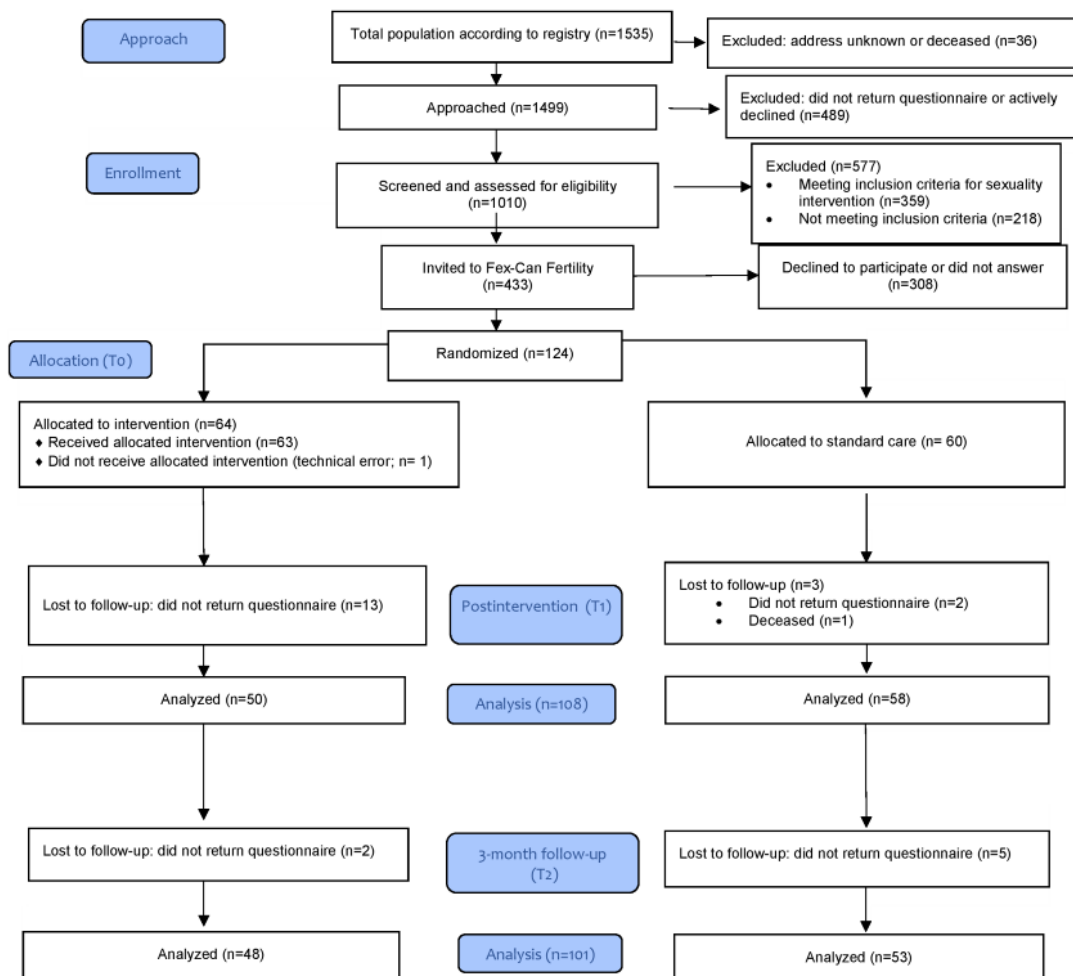 Approach
Total population according to registry (n=1535)
Excluded: address unknown or deceased (n=36)
Approached (n=1499)
Excluded: did not return questionnaire or actively
declined (n=489)
Enrollment
Screened and assessed for eligibility
(n=1010)
Excluded (n=577)
• Meeting inclusion criteria for sexuality
intervention (n=359)
• Not meeting inclusion criteria (n=218)
Invited to Fex-Can Fertility
(n=433)
Declined to participate or did not answer
(n=308)
Randomized (n=124)
Allocation (T0)
Allocated to intervention (n=64)
♦ Received allocated intervention (n=63)
♦ Did not receive allocated intervention (technical error; n= 1)
Allocated to standard care (n= 60)
Lost to follow-up: did not return questionnaire (n=13)
Postintervention (T1)
Lost to follow-up (n=3)
• Did not return questionnaire (n=2)
• Deceased (n=1)
Analyzed (n=50)
Analysis (n=108)
Analyzed (n=58)
Lost to follow-up: did not return questionnaire (n=2)
3-month follow-up
(T2)
Lost to follow-up: did not return questionnaire (n=5)
Analyzed (n=48)
Analysis (n=101)
Analyzed (n=53)